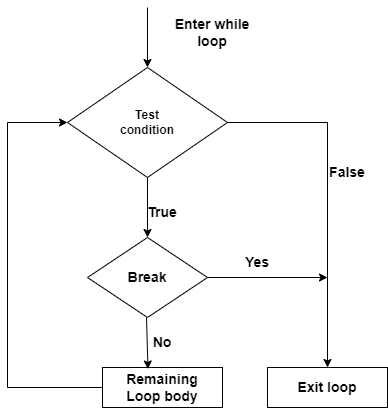 Enter while
loop
Test
condition
False
True
Break
Yes
No
Remaining
Loop body
Exit loop